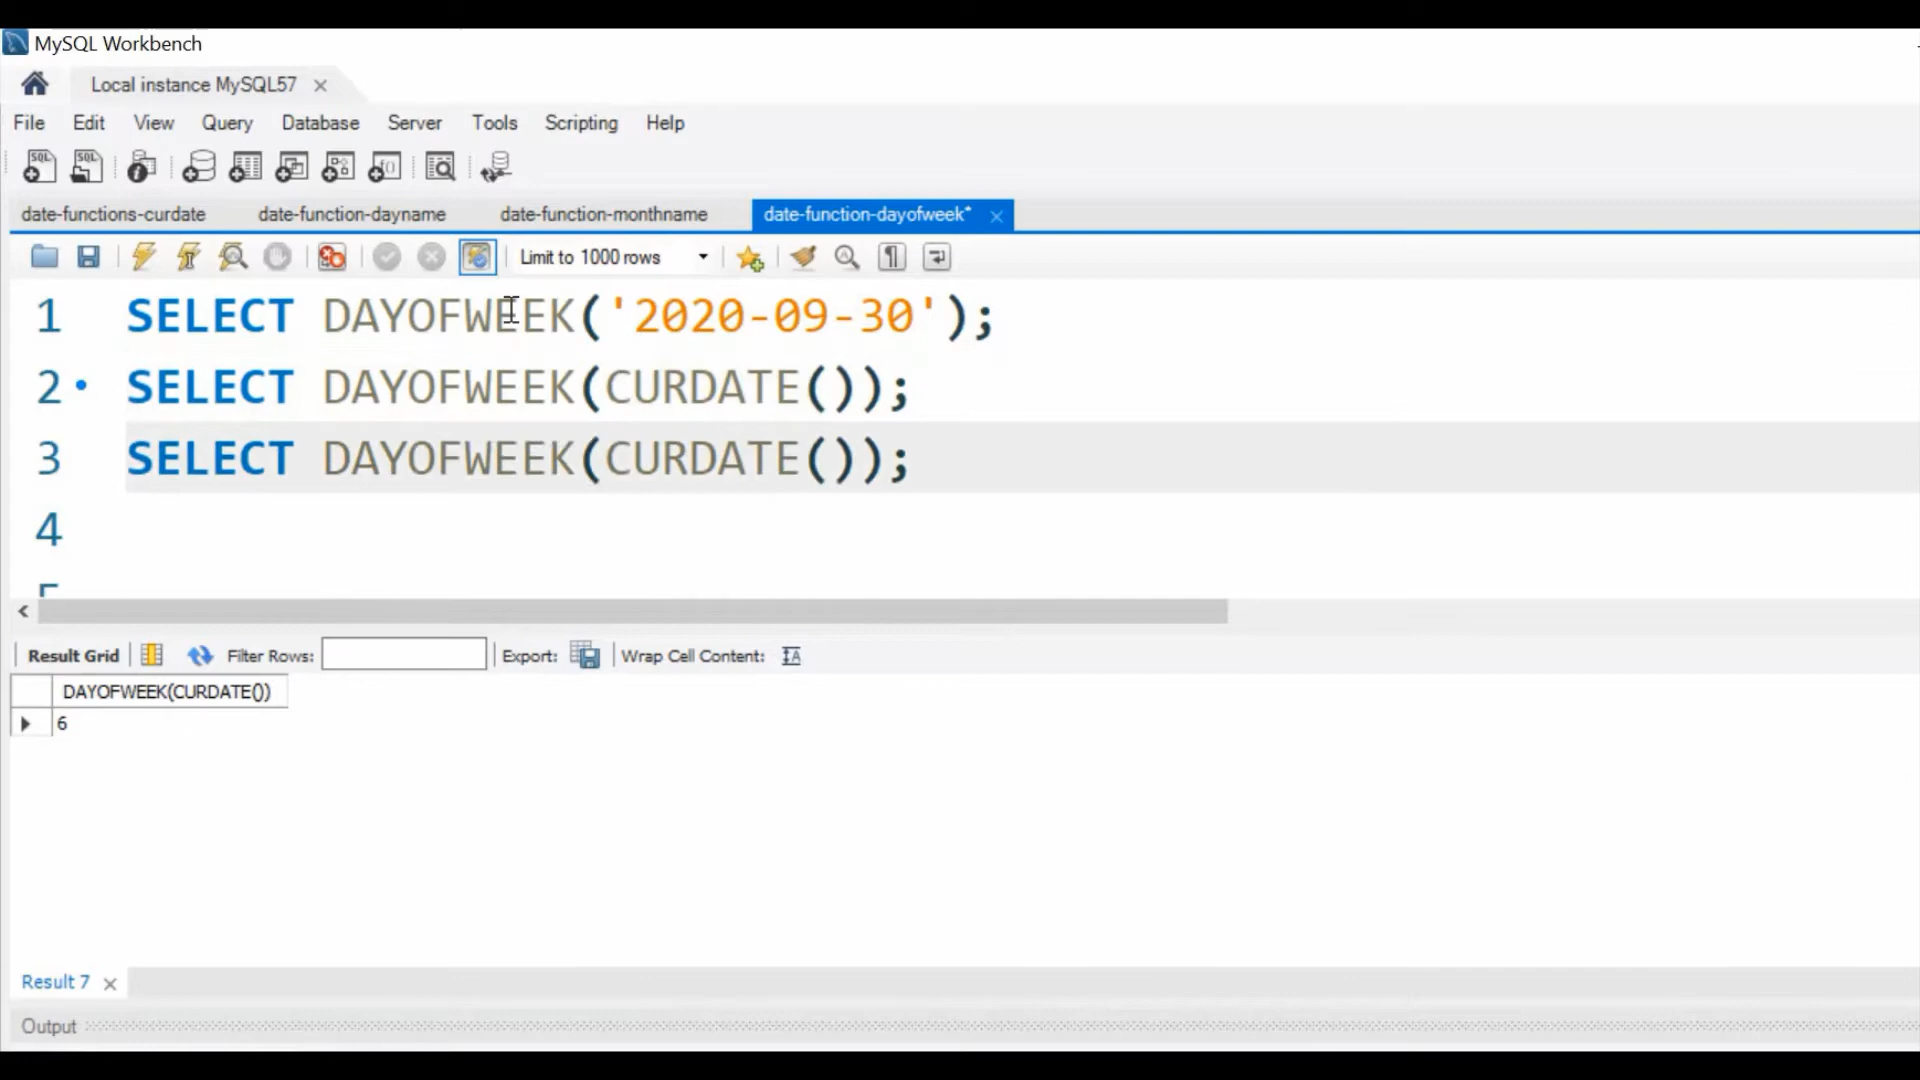 MySQL Workbench
Local instance MySQL57
File Edit View Query Database Server Tools Scripting Help
SQL SQL
date-functions-curdate date-function-dayname date-function-monthname date-function-dayofweek*
Limit to 1000 rows
1 SELECT DAYOFWEEK('2020-09-30');
2 SELECT DAYOFWEEK(CURDATE());
3 SELECT DAYOFWEEK(CURDATE());
4
Result Grid Filter Rows: Export: Wrap Cell Content:
DAYOFWEEK(CURDATE())
6
Result 7
Output